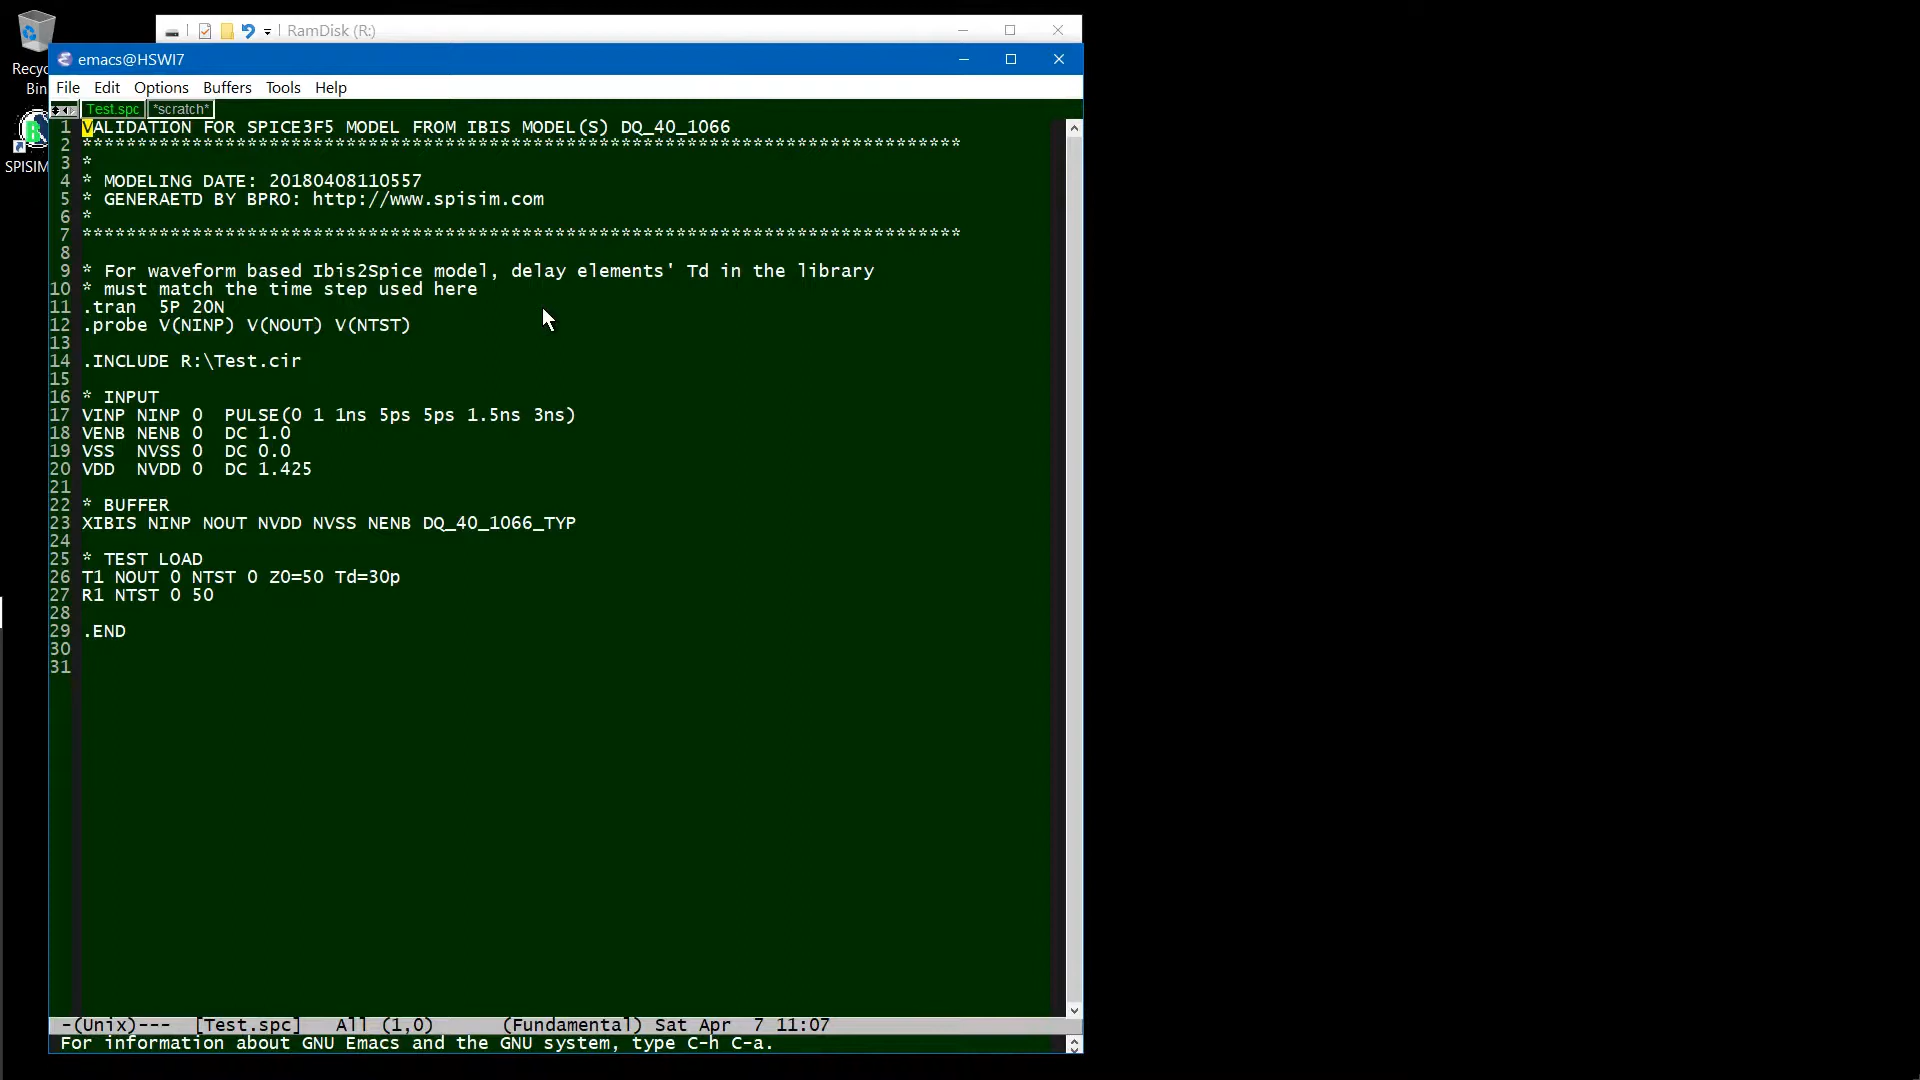 Recyc
Bin
SPISIM
RamDisk (R:)
emacs@HSWI7
File Edit Options Buffers Tools Help
Test.spc *scratch*
1 VALIDATION FOR SPICE3F5 MODEL FROM IBIS MODEL(S) DQ_40_1066
2 ********************************************************************************
3 *
4 * MODELING DATE: 20180408110557
5 * GENERAETD BY BPRO: http://www.spisim.com
6 *
7 ********************************************************************************
8
9 * For waveform based Ibis2Spice model, delay elements' Td in the library
10 * must match the time step used here
11 .tran  5P 20N
12 .probe V(NINP) V(NOUT) V(NTST)
13
14 .INCLUDE R:\Test.cir
15
16 * INPUT
17 VINP NINP 0  PULSE(0 1 1ns 5ps 5ps 1.5ns 3ns)
18 VENB NENB 0  DC 1.0
19 VSS  NVSS 0  DC 0.0
20 VDD  NVDD 0  DC 1.425
21
22 * BUFFER
23 XIBIS NINP NOUT NVDD NVSS NENB DQ_40_1066_TYP
24
25 * TEST LOAD
26 T1 NOUT 0 NTST 0 Z0=50 Td=30p
27 R1 NTST 0 50
28
29 .END
30
31
-(Unix)---  [Test.spc]   All (1,0)      (Fundamental) Sat Apr  7 11:07
For information about GNU Emacs and the GNU system, type C-h C-a.